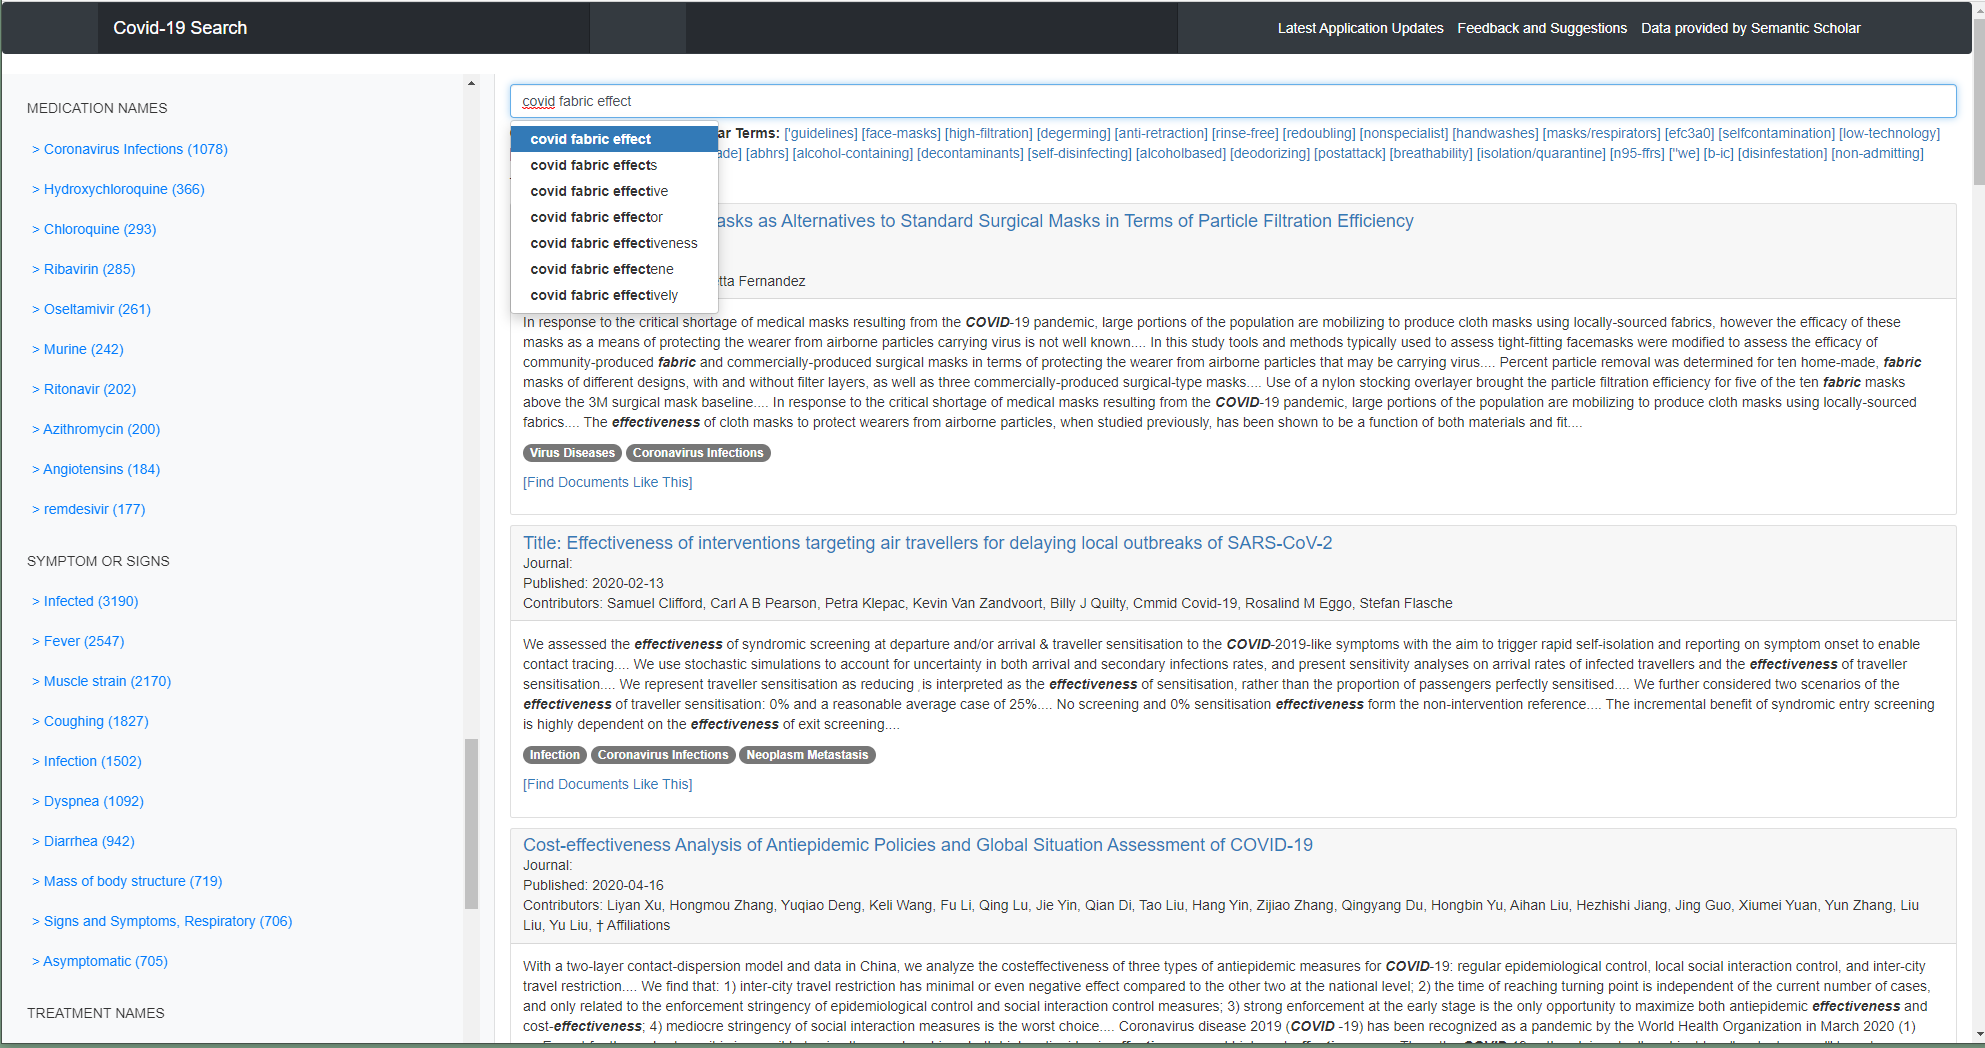 Covid-19 Search
Latest Application Updates Feedback and Suggestions Data provided by Semantic Scholar
MEDICATION NAMES
> Coronavirus Infections (1078)
> Hydroxychloroquine (366)
> Chloroquine (293)
> Ribavirin (285)
> Oseltamivir (261)
> Murine (242)
> Ritonavir (202)
> Azithromycin (200)
> Angiotensins (184)
> remdesivir (177)
SYMPTOM OR SIGNS
> Infected (3190)
> Fever (2547)
> Muscle strain (2170)
> Coughing (1827)
> Infection (1502)
> Dyspnea (1092)
> Diarrhea (942)
> Mass of body structure (719)
> Signs and Symptoms, Respiratory (706)
> Asymptomatic (705)
TREATMENT NAMES
covid fabric effect
covid fabric effect
covid fabric effects
covid fabric effective
covid fabric effector
covid fabric effectiveness
covid fabric effectene
covid fabric effectively
Terms: ['guidelines] [face-masks] [high-filtration] [degerming] [anti-retraction] [rinse-free] [redoubling] [nonspecialist] [handwashes] [masks/respirators] [efc3a0] [selfcontamination] [low-technology]
[abhrs] [alcohol-containing] [decontaminants] [self-disinfecting] [alcoholbased] [deodorizing] [postattack] [breathability] [isolation/quarantine] [n95-ffrs] ["we] [b-ic] [disinfestation] [non-admitting]
as Alternatives to Standard Surgical Masks in Terms of Particle Filtration Efficiency
Fernandez
In response to the critical shortage of medical masks resulting from the COVID-19 pandemic, large portions of the population are mobilizing to produce cloth masks using locally-sourced fabrics, however the efficacy of these
masks as a means of protecting the wearer from airborne particles carrying virus is not well known.... In this study tools and methods typically used to assess tight-fitting facemasks were modified to assess the efficacy of
community-produced fabric and commercially-produced surgical masks in terms of protecting the wearer from airborne particles that may be carrying virus.... Percent particle removal was determined for ten home-made, fabric
masks of different designs, with and without filter layers, as well as three commercially-produced surgical-type masks.... Use of a nylon stocking overlayer brought the particle filtration efficiency for five of the ten fabric masks
above the 3M surgical mask baseline.... In response to the critical shortage of medical masks resulting from the COVID-19 pandemic, large portions of the population are mobilizing to produce cloth masks using locally-sourced
fabrics.... The effectiveness of cloth masks to protect wearers from airborne particles, when studied previously, has been shown to be a function of both materials and fit....
Virus Diseases Coronavirus Infections
[Find Documents Like This]
Title: Effectiveness of interventions targeting air travellers for delaying local outbreaks of SARS-CoV-2
Journal:
Published: 2020-02-13
Contributors: Samuel Clifford, Carl A B Pearson, Petra Klepac, Kevin Van Zandvoort, Billy J Quilty, Cmmid Covid-19, Rosalind M Eggo, Stefan Flasche
We assessed the effectiveness of syndromic screening at departure and/or arrival & traveller sensitisation to the COVID-2019-like symptoms with the aim to trigger rapid self-isolation and reporting on symptom onset to enable
contact tracing.... We use stochastic simulations to account for uncertainty in both arrival and secondary infections rates, and present sensitivity analyses on arrival rates of infected travellers and the effectiveness of traveller
sensitisation.... We represent traveller sensitisation as reducing , is interpreted as the effectiveness of sensitisation, rather than the proportion of passengers perfectly sensitised.... We further considered two scenarios of the
effectiveness of traveller sensitisation: 0% and a reasonable average case of 25%.... No screening and 0% sensitisation effectiveness form the non-intervention reference.... The incremental benefit of syndromic entry screening
is highly dependent on the effectiveness of exit screening....
Infection Coronavirus Infections Neoplasm Metastasis
[Find Documents Like This]
Cost-effectiveness Analysis of Antiepidemic Policies and Global Situation Assessment of COVID-19
Journal:
Published: 2020-04-16
Contributors: Liyan Xu, Hongmou Zhang, Yuqiao Deng, Keli Wang, Fu Li, Qing Lu, Jie Yin, Qian Di, Tao Liu, Hang Yin, Zijiao Zhang, Qingyang Du, Hongbin Yu, Aihan Liu, Hezhishi Jiang, Jing Guo, Xiumei Yuan, Yun Zhang, Liu
Liu, Yu Liu, † Affiliations
With a two-layer contact-dispersion model and data in China, we analyze the costeffectiveness of three types of antiepidemic measures for COVID-19: regular epidemiological control, local social interaction control, and inter-city
travel restriction.... We find that: 1) inter-city travel restriction has minimal or even negative effect compared to the other two at the national level; 2) the time of reaching turning point is independent of the current number of cases,
and only related to the enforcement stringency of epidemiological control and social interaction control measures; 3) strong enforcement at the early stage is the only opportunity to maximize both antiepidemic effectiveness and
cost-effectiveness; 4) mediocre stringency of social interaction measures is the worst choice.... Coronavirus disease 2019 (COVID -19) has been recognized as a pandemic by the World Health Organization in March 2020 (1)